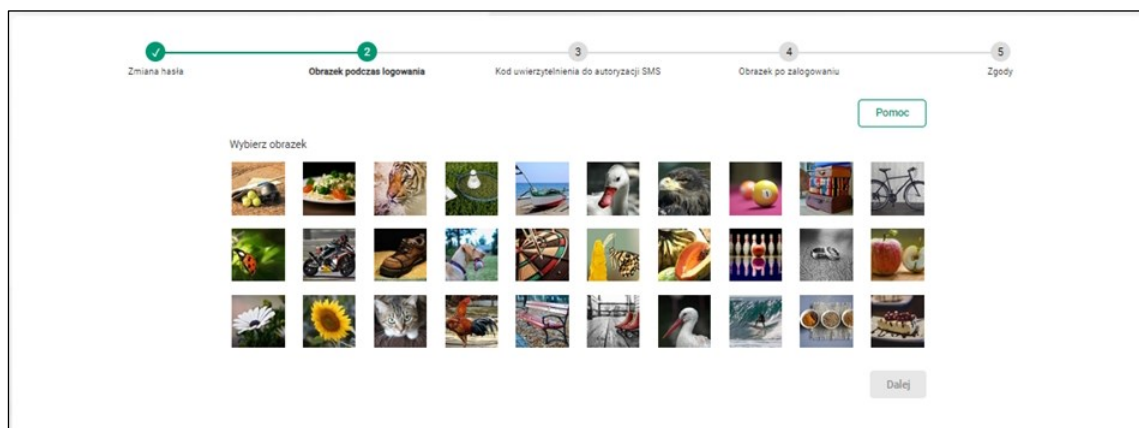 2 3 4 5
Zmiana hasła Obrazek podczas logowania Kod uwierzytelnienia do autoryzacji SMS Obrazek po zalogowaniu Zgody
Pomoc
Wybierz obrazek
1
Dalej